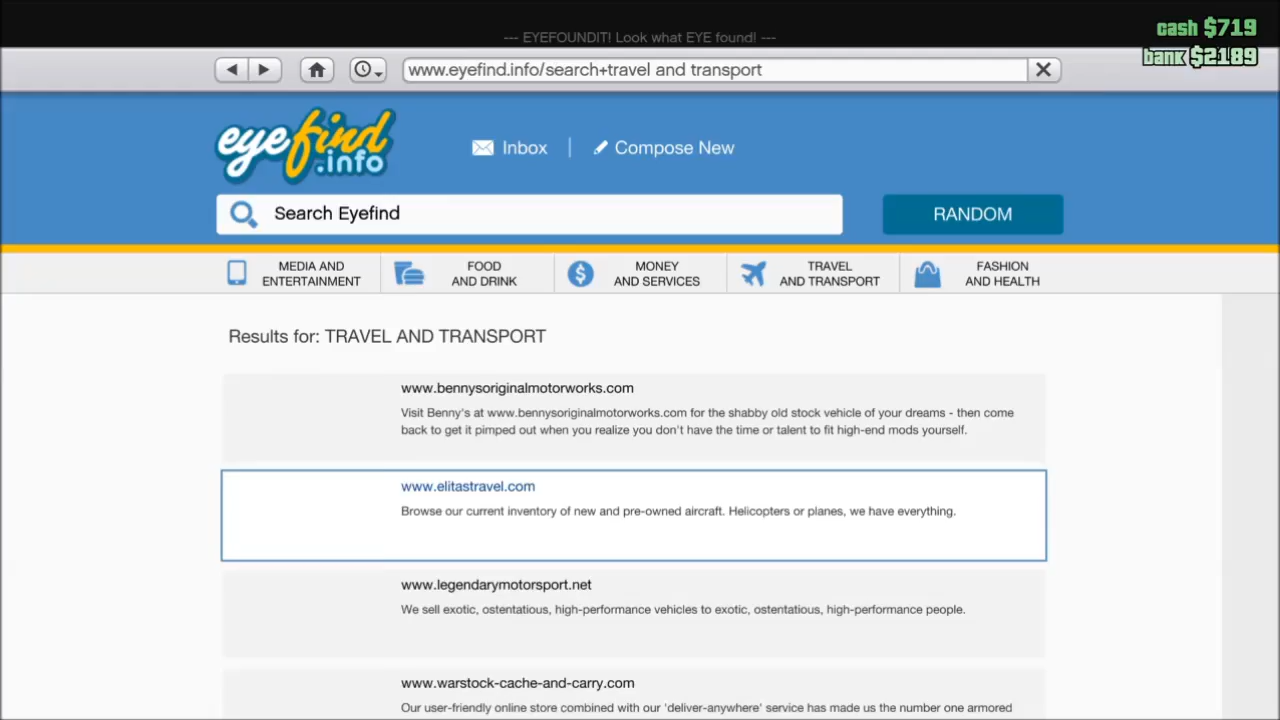 cash $719
--- EYEFOUNDIT! Look what EYE found! ---
bank $2189
www.eyefind.info/search+travel and transport
eyefind
.info
Inbox
Compose New
Search Eyefind
RANDOM
MEDIA AND
ENTERTAINMENT
FOOD
AND DRINK
MONEY
AND SERVICES
TRAVEL
AND TRANSPORT
FASHION
AND HEALTH
Results for: TRAVEL AND TRANSPORT
www.bennysoriginalmotorworks.com
Visit Benny's at www.bennysoriginalmotorworks.com for the shabby old stock vehicle of your dreams - then come
back to get it pimped out when you realize you don't have the time or talent to fit high-end mods yourself.
www.elitastravel.com
Browse our current inventory of new and pre-owned aircraft. Helicopters or planes, we have everything.
www.legendarymotorsport.net
We sell exotic, ostentatious, high-performance vehicles to exotic, ostentatious, high-performance people.
www.warstock-cache-and-carry.com
Our user-friendly online store combined with our 'deliver-anywhere' service has made us the number one armored